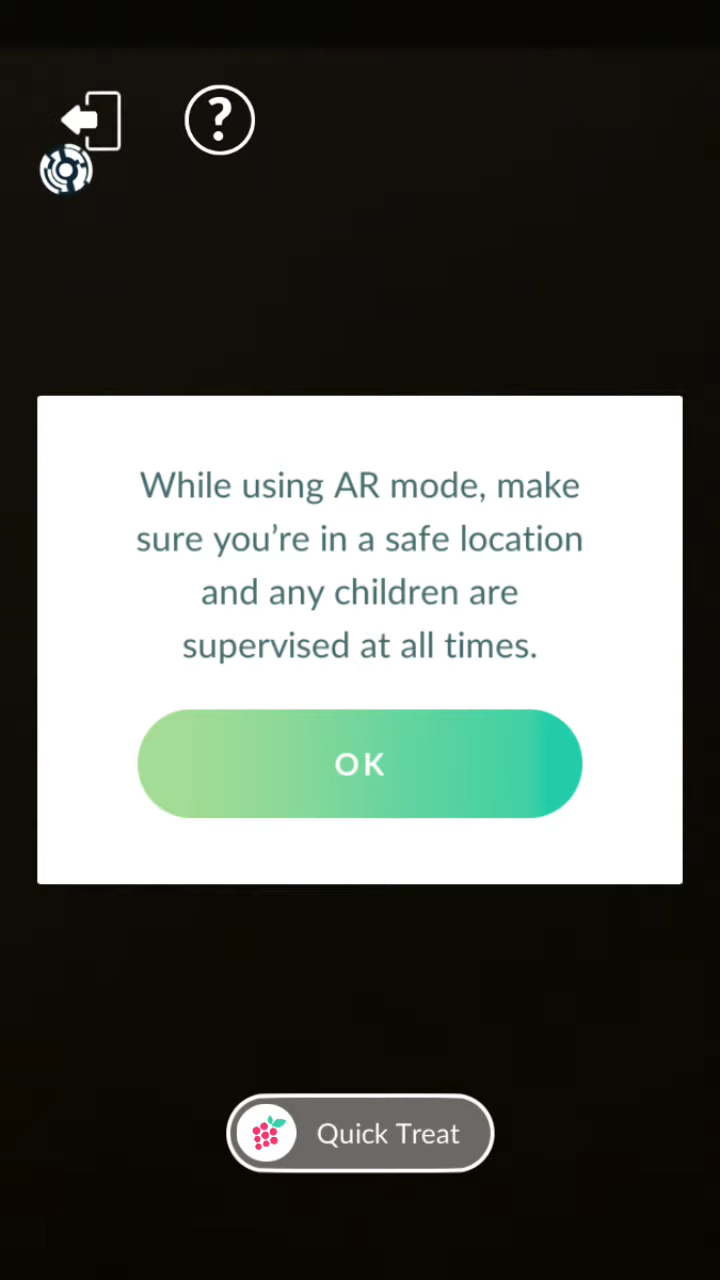 ?
While using AR mode, make
sure you’re in a safe location
and any children are
supervised at all times.
OK
Quick Treat